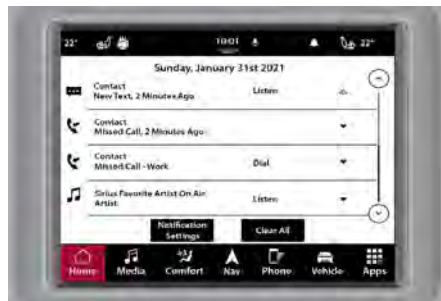 22°
10:01
22°
Sunday, January 31st 2021
Contact
New Text, 2 Minutes Ago
Listen
Contact
Missed Call, 2 Minutes Ago
Contact
Missed Call - Work
Dial
Sirius Favorite Artist On Air
Artist
Listen
Notification Settings
Clear All
Home
Media
Comfort
Nav
Phone
Vehicle
Apps